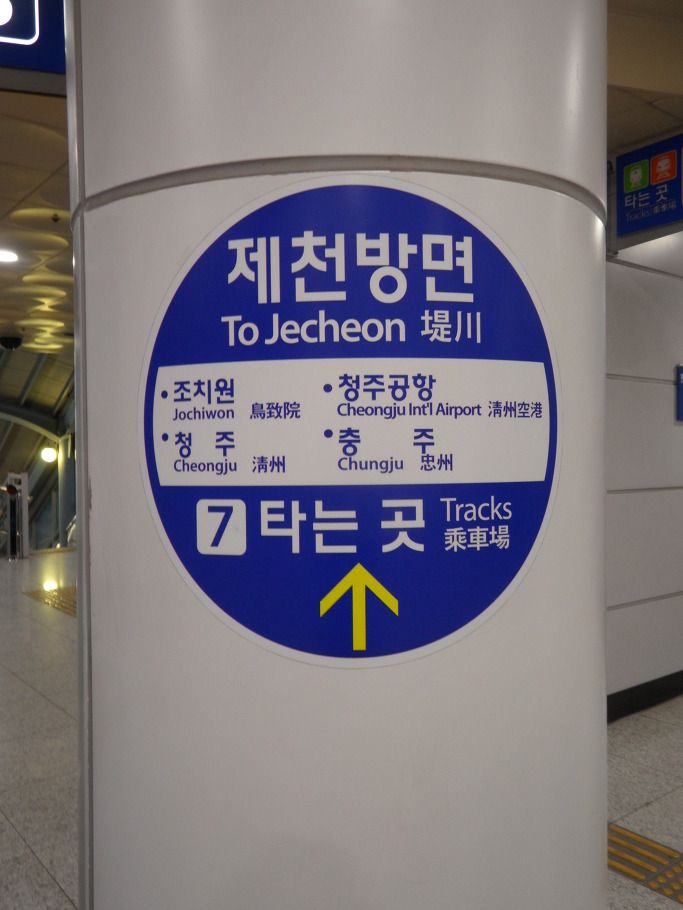 제천방면
To Jecheon 堤川
• 조치원
Jochiwon 鳥致院
• 청주공항
Cheongju Int'l Airport 淸州空港
• 청 주
Cheongju 淸州
• 충 주
Chungju 忠州
7 타는 곳 Tracks
乘車場
타는 곳
Tracks 乘車場